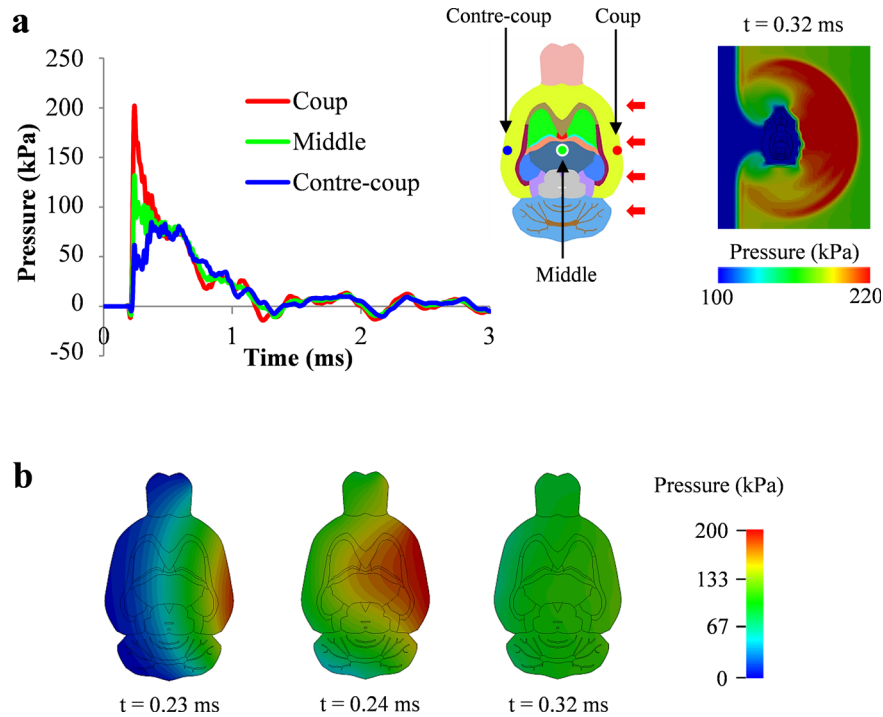 a
Pressure (kPa)
250
200
150
100
50
0
-50
0
1
2
3
Time (ms)
Coup
Middle
Contre-coup
Contre-coup
Coup
Middle
t = 0.32 ms
Pressure (kPa)
100
220
b
t = 0.23 ms
t = 0.24 ms
t = 0.32 ms
Pressure (kPa)
200
133
67
0